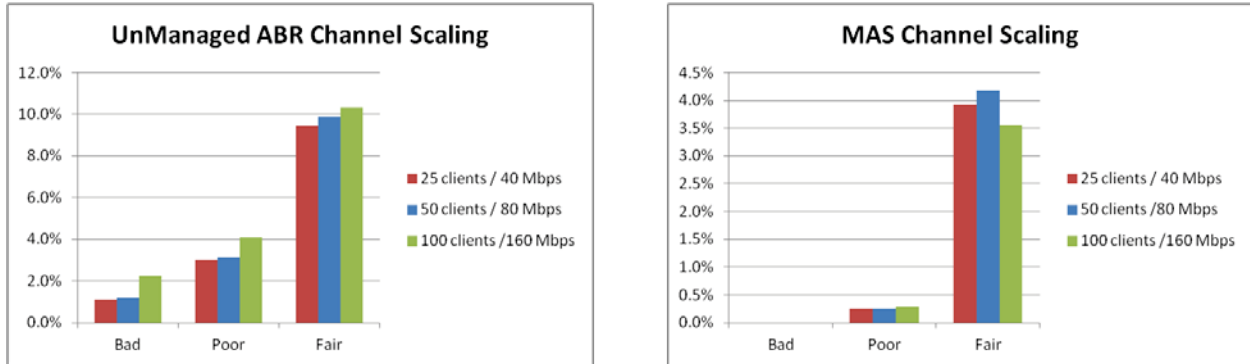 UnManaged ABR Channel Scaling
12.0%
10.0%
8.0%
6.0%
4.0%
2.0%
0.0%
Bad
Poor
Fair
25 clients / 40 Mbps
50 clients / 80 Mbps
100 clients /160 Mbps
MAS Channel Scaling
4.5%
4.0%
3.5%
3.0%
2.5%
2.0%
1.5%
1.0%
0.5%
0.0%
Bad
Poor
Fair
25 clients / 40 Mbps
50 clients /80 Mbps
100 clients /160 Mbps